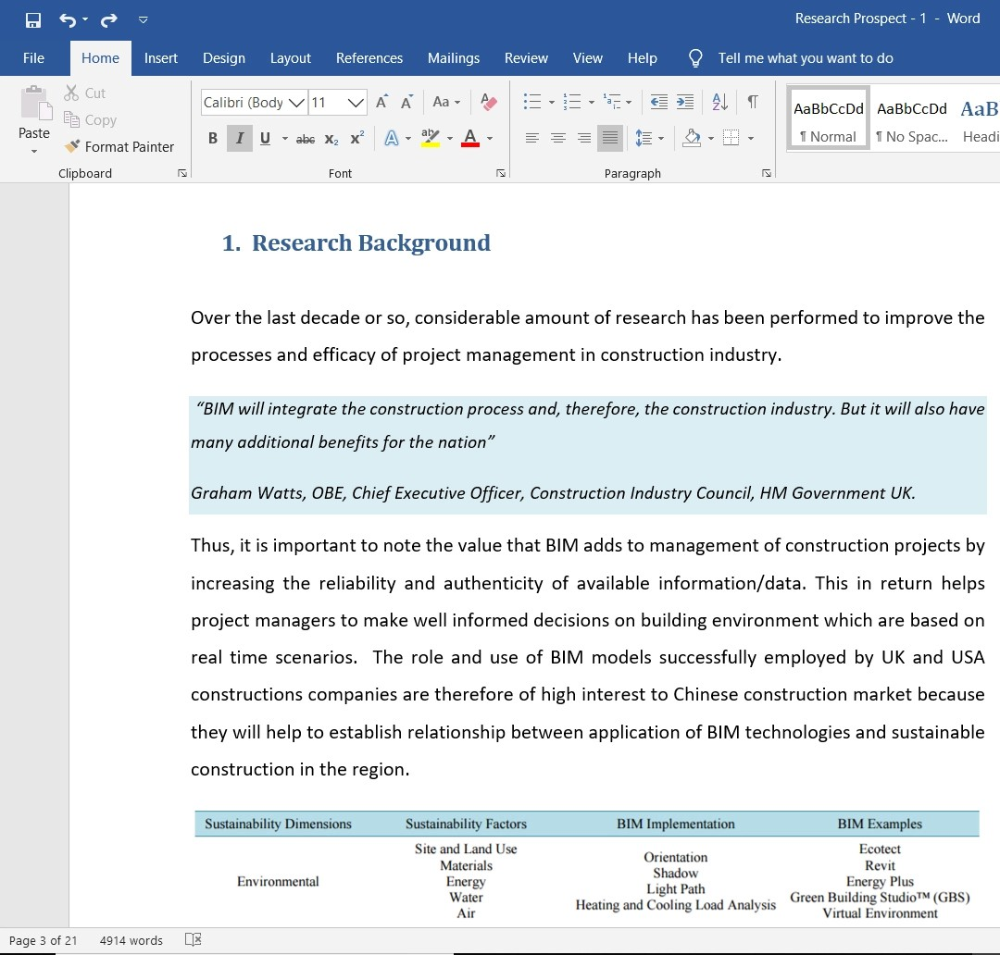 Research Prospect - 1 - Word
File Home Insert Design Layout References Mailings Review View Help Tell me what you want to do
Paste
Cut
Copy
Format Painter
Clipboard
Calibri (Body 11 A A Aa A
B I U abc X₂ X² A ab A
Font
A Z ¶
Paragraph
AaBbCcDd AaBbCcDd AaB
¶ Normal ¶ No Spac... Headi
1. Research Background
Over the last decade or so, considerable amount of research has been performed to improve the
processes and efficacy of project management in construction industry.
“BIM will integrate the construction process and, therefore, the construction industry. But it will also have
many additional benefits for the nation”
Graham Watts, OBE, Chief Executive Officer, Construction Industry Council, HM Government UK.
Thus, it is important to note the value that BIM adds to management of construction projects by
increasing the reliability and authenticity of available information/data. This in return helps
project managers to make well informed decisions on building environment which are based on
real time scenarios. The role and use of BIM models successfully employed by UK and USA
constructions companies are therefore of high interest to Chinese construction market because
they will help to establish relationship between application of BIM technologies and sustainable
construction in the region.
Sustainability Dimensions Sustainability Factors BIM Implementation BIM Examples
Environmental
Site and Land Use
Materials
Energy
Water
Air
Orientation
Shadow
Light Path
Heating and Cooling Load Analysis
Ecotect
Revit
Energy Plus
Green Building Studio™ (GBS)
Virtual Environment
Page 3 of 21 4914 words